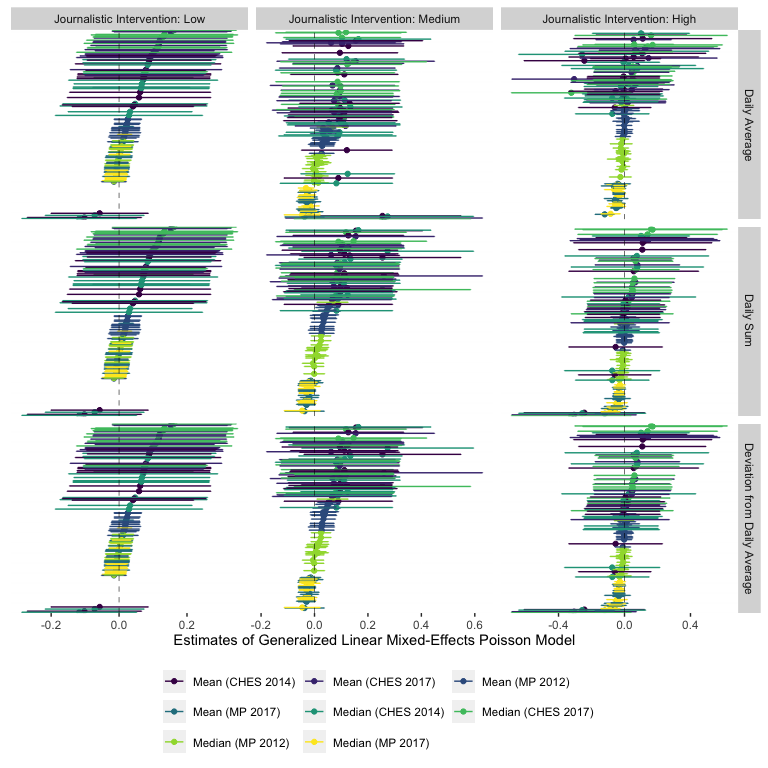 Journalistic Intervention: Low
Journalistic Intervention: Medium
Journalistic Intervention: High
Daily Average
Daily Sum
Deviation from Daily Average
-0.2 0.0 0.2
-0.2 0.0 0.2 0.4 0.6
-0.4 0.0 0.4
Estimates of Generalized Linear Mixed-Effects Poisson Model
Mean (CHES 2014) Mean (CHES 2017) Mean (MP 2012)
Mean (MP 2017) Median (CHES 2014) Median (CHES 2017)
Median (MP 2012) Median (MP 2017)